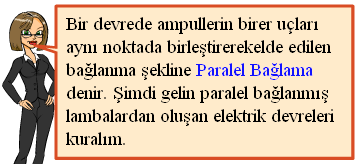 Bir devrede ampullerin birer uçları
aynı noktada birleştirerekelde edilen
bağlanma şekline Paralel Bağlama
denir. Şimdi gelin paralel bağlanmış
lambalardan oluşan elektrik devreleri
kuralım.